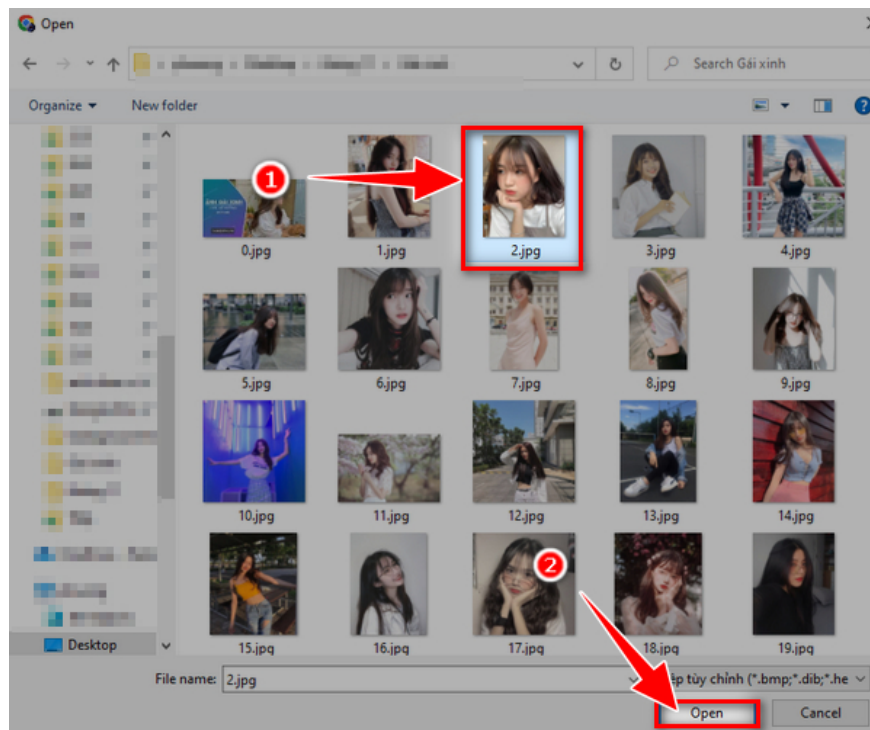 Open
Search Gái xinh
Organize
New folder
1
0.jpg
1.jpg
2.jpg
3.jpg
4.jpg
5.jpg
6.jpg
7.jpg
8.jpg
9.jpg
10.jpg
11.jpg
12.jpg
13.jpg
14.jpg
2
15.jpg
16.jpg
17.jpg
18.jpg
19.jpg
Desktop
File name:
2.jpg
tùy chỉnh (*.bmp;*.dib;*.he
Open
Cancel